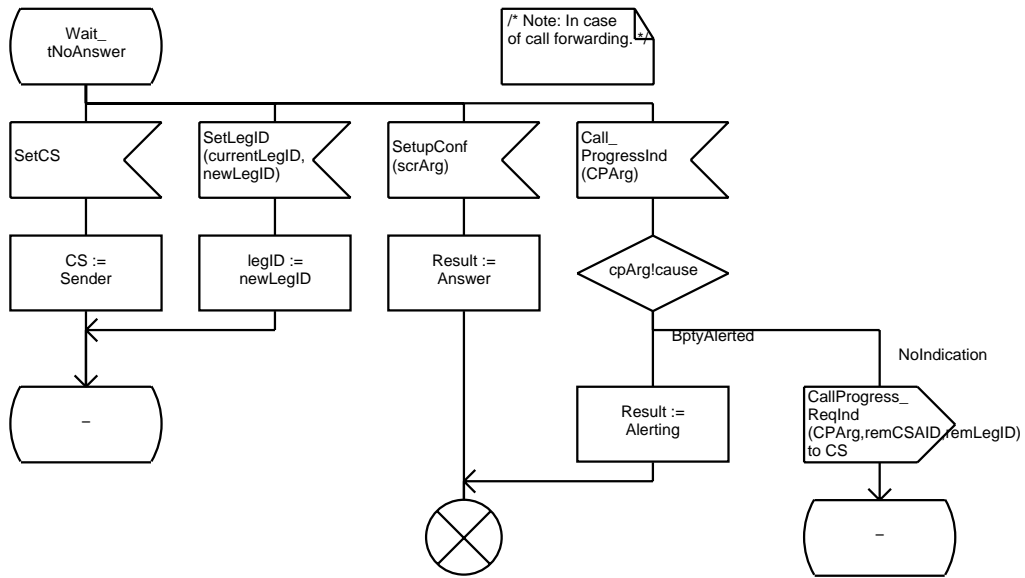 Wait_
tNoAnswer
/* Note: In case
of call forwarding. */
SetCS
SetLegID
(currentLegID,
newLegID)
SetupConf
(scrArg)
Call_
ProgressInd
(CPArg)
CS :=
Sender
legID :=
newLegID
Result :=
Answer
cpArg!cause
BptyAlerted
NoIndication
–
Result :=
Alerting
CallProgress_
ReqInd
(CPArg,remCSAID,remLegID)
to CS
–